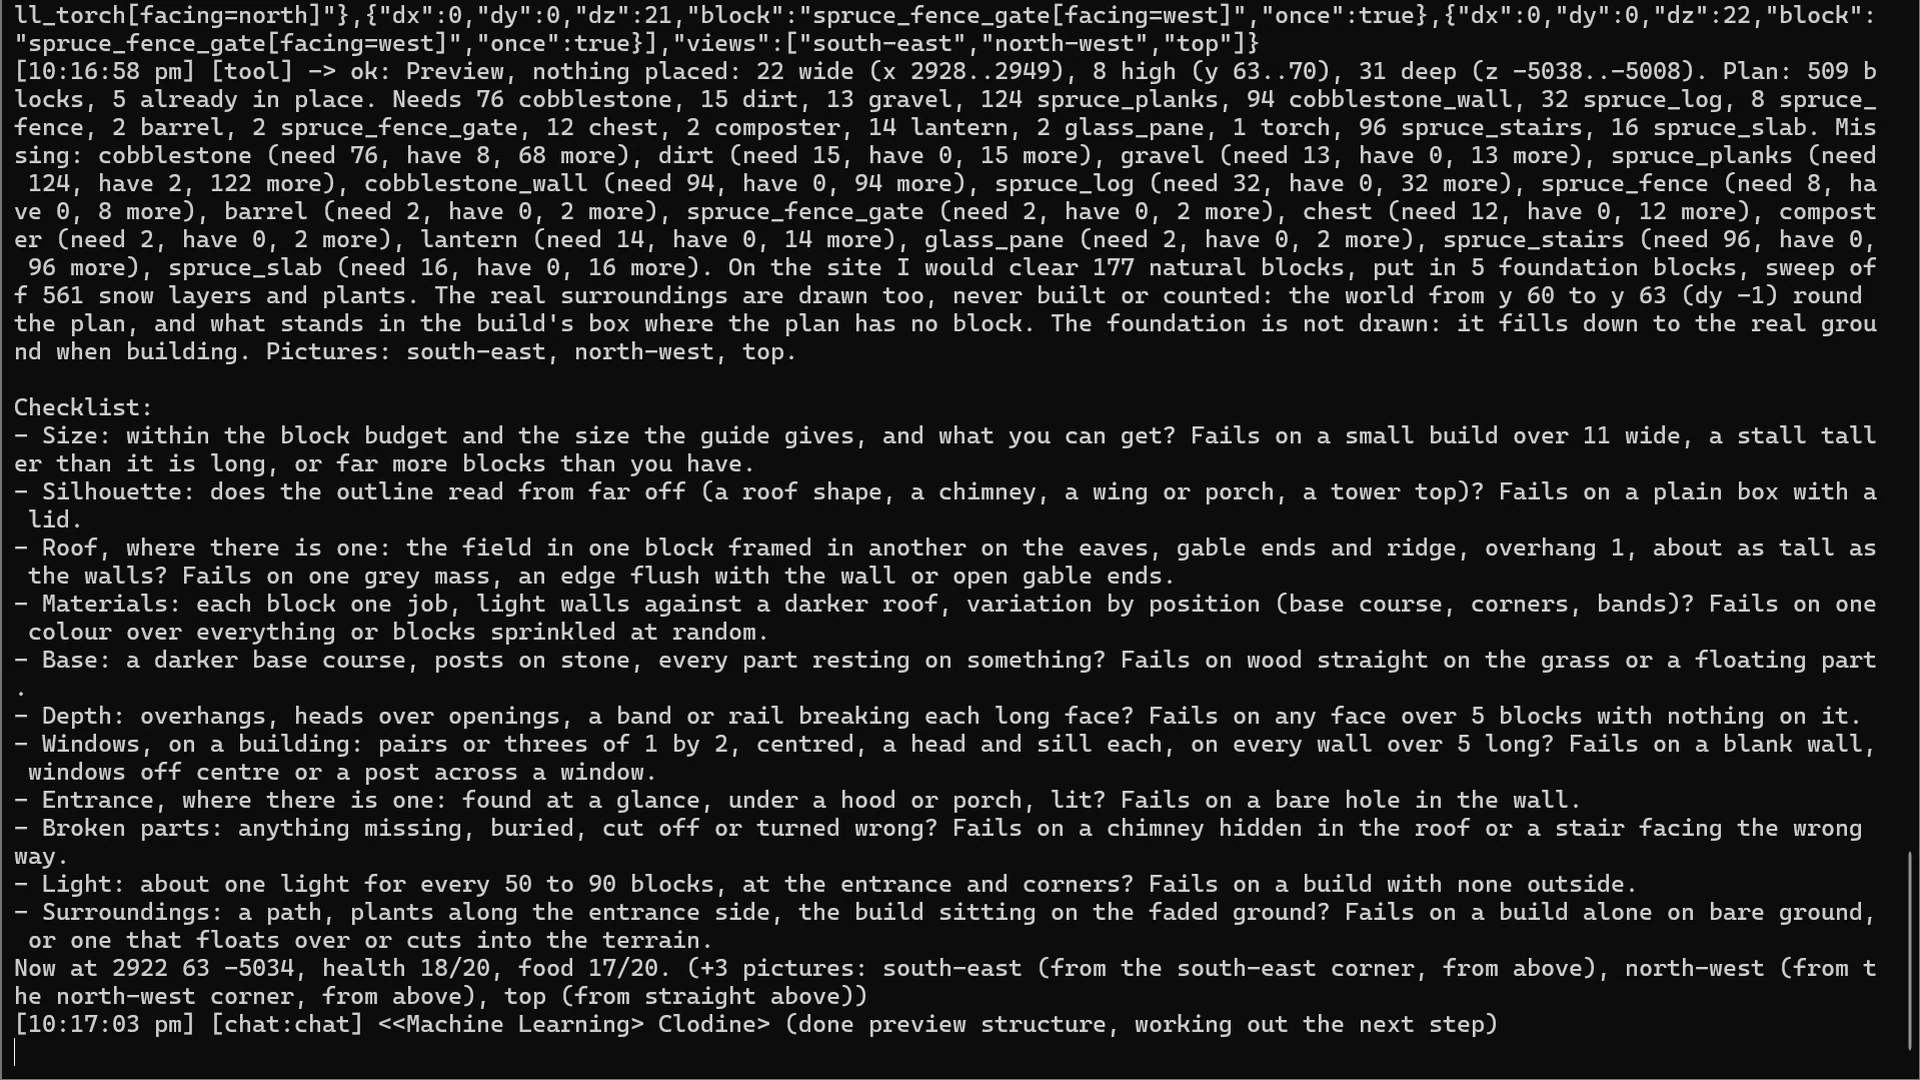 ll_torch[facing=north]"},{"dx":0,"dy":0,"dz":21,"block":"spruce_fence_gate[facing=west]","once":true},{"dx":0,"dy":0,"dz":22,"block":
"spruce_fence_gate[facing=west]","once":true}],"views":["south-east","north-west","top"]}
[10:16:58 pm] [tool] -> ok: Preview, nothing placed: 22 wide (x 2928..2949), 8 high (y 63..70), 31 deep (z -5038..-5008). Plan: 509 b
locks, 5 already in place. Needs 76 cobblestone, 15 dirt, 13 gravel, 124 spruce_planks, 94 cobblestone_wall, 32 spruce_log, 8 spruce_
fence, 2 barrel, 2 spruce_fence_gate, 12 chest, 2 composter, 14 lantern, 2 glass_pane, 1 torch, 96 spruce_stairs, 16 spruce_slab. Mis
sing: cobblestone (need 76, have 8, 68 more), dirt (need 15, have 0, 15 more), gravel (need 13, have 0, 13 more), spruce_planks (need
 124, have 2, 122 more), cobblestone_wall (need 94, have 0, 94 more), spruce_log (need 32, have 0, 32 more), spruce_fence (need 8, ha
ve 0, 8 more), barrel (need 2, have 0, 2 more), spruce_fence_gate (need 2, have 0, 2 more), chest (need 12, have 0, 12 more), compost
er (need 2, have 0, 2 more), lantern (need 14, have 0, 14 more), glass_pane (need 2, have 0, 2 more), spruce_stairs (need 96, have 0,
 96 more), spruce_slab (need 16, have 0, 16 more). On the site I would clear 177 natural blocks, put in 5 foundation blocks, sweep of
f 561 snow layers and plants. The real surroundings are drawn too, never built or counted: the world from y 60 to y 63 (dy -1) round
the plan, and what stands in the build's box where the plan has no block. The foundation is not drawn: it fills down to the real grou
nd when building. Pictures: south-east, north-west, top.
Checklist:
- Size: within the block budget and the size the guide gives, and what you can get? Fails on a small build over 11 wide, a stall tall
er than it is long, or far more blocks than you have.
- Silhouette: does the outline read from far off (a roof shape, a chimney, a wing or porch, a tower top)? Fails on a plain box with a
 lid.
- Roof, where there is one: the field in one block framed in another on the eaves, gable ends and ridge, overhang 1, about as tall as
 the walls? Fails on one grey mass, an edge flush with the wall or open gable ends.
- Materials: each block one job, light walls against a darker roof, variation by position (base course, corners, bands)? Fails on one
 colour over everything or blocks sprinkled at random.
- Base: a darker base course, posts on stone, every part resting on something? Fails on wood straight on the grass or a floating part
.
- Depth: overhangs, heads over openings, a band or rail breaking each long face? Fails on any face over 5 blocks with nothing on it.
- Windows, on a building: pairs or threes of 1 by 2, centred, a head and sill each, on every wall over 5 long? Fails on a blank wall,
 windows off centre or a post across a window.
- Entrance, where there is one: found at a glance, under a hood or porch, lit? Fails on a bare hole in the wall.
- Broken parts: anything missing, buried, cut off or turned wrong? Fails on a chimney hidden in the roof or a stair facing the wrong
way.
- Light: about one light for every 50 to 90 blocks, at the entrance and corners? Fails on a build with none outside.
- Surroundings: a path, plants along the entrance side, the build sitting on the faded ground? Fails on a build alone on bare ground,
 or one that floats over or cuts into the terrain.
Now at 2922 63 -5034, health 18/20, food 17/20. (+3 pictures: south-east (from the south-east corner, from above), north-west (from t
he north-west corner, from above), top (from straight above))
[10:17:03 pm] [chat:chat] <<Machine Learning> Clodine> (done preview structure, working out the next step)